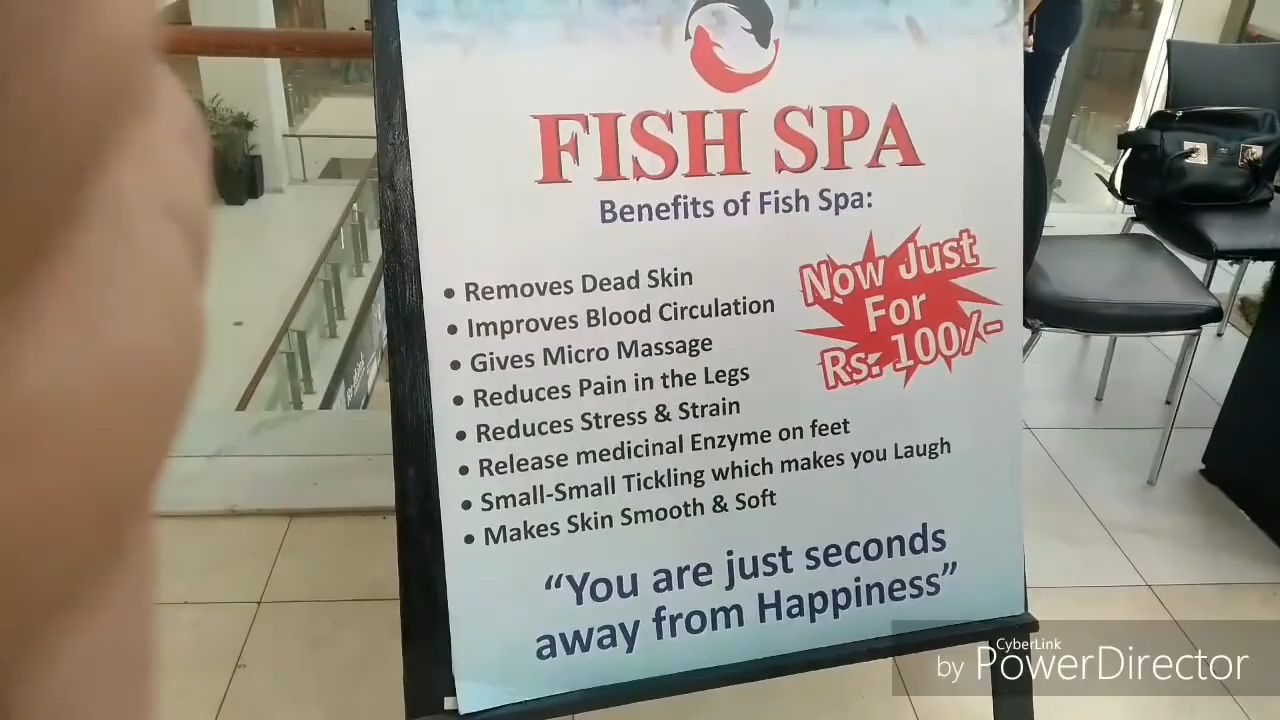 FISH SPA
Benefits of Fish Spa:
• Removes Dead Skin
• Improves Blood Circulation
• Gives Micro Massage
• Reduces Pain in the Legs
• Reduces Stress & Strain
• Release medicinal Enzyme on feet
• Small-Small Tickling which makes you Laugh
• Makes Skin Smooth & Soft
Now Just
For
Rs. 100/-
“You are just seconds
away from Happiness”
CyberLink
by PowerDirector